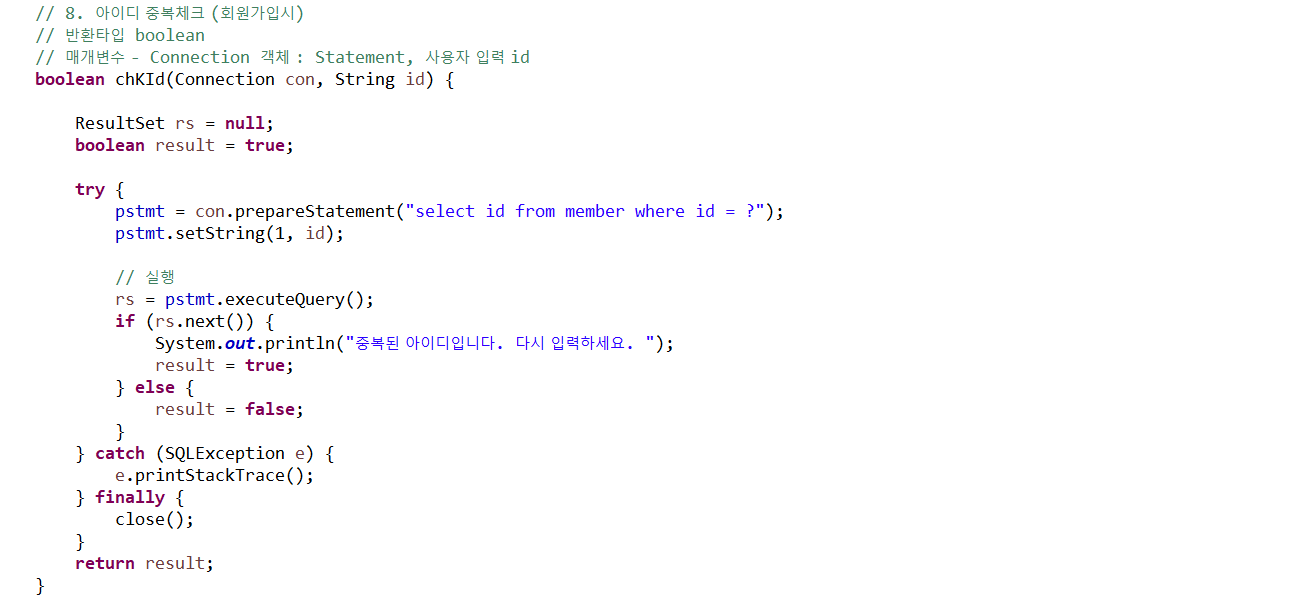 // 8. 아이디 중복체크 (회원가입시)
// 반환타입 boolean
// 매개변수 - Connection 객체 : Statement, 사용자 입력 id
boolean chKId(Connection con, String id) {
ResultSet rs = null;
boolean result = true;
try {
pstmt = con.prepareStatement("select id from member where id = ?");
pstmt.setString(1, id);
// 실행
rs = pstmt.executeQuery();
if (rs.next()) {
System.out.println("중복된 아이디입니다. 다시 입력하세요. ");
result = true;
} else {
result = false;
}
} catch (SQLException e) {
e.printStackTrace();
} finally {
close();
}
return result;
}